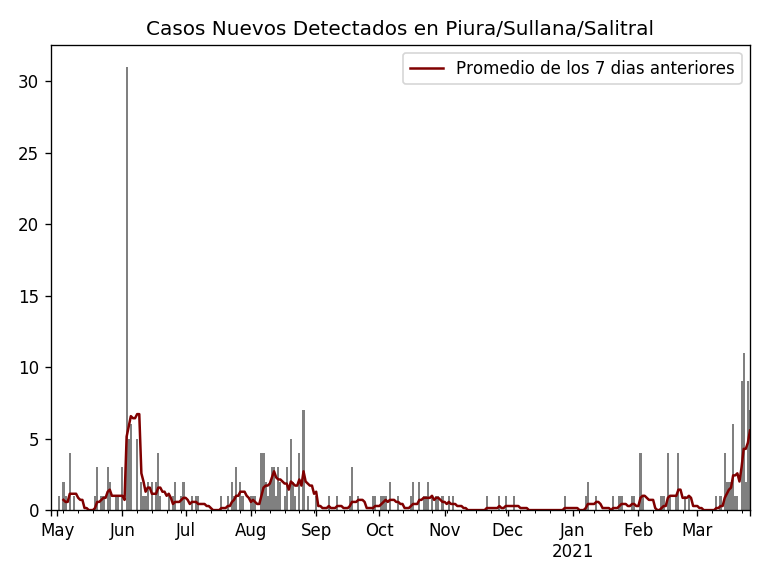 Casos Nuevos Detectados en Piura/Sullana/Salitral
Promedio de los 7 dias anteriores
30
25
20
15
10
5
0
May Jun Jul Aug Sep Oct Nov Dec Jan Feb Mar
2021